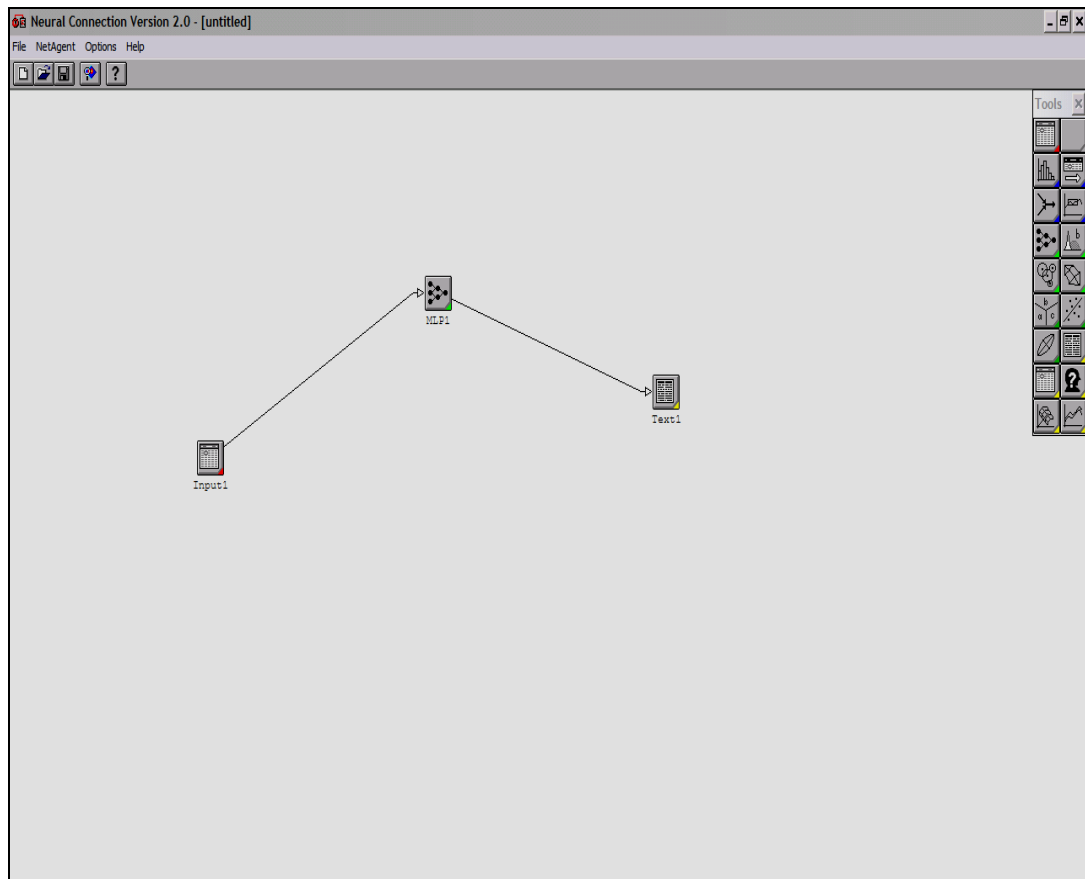 Neural Connection Version 2.0 - [untitled]
File NetAgent Options Help
?
Tools X
b
b
a c
?
MLP1
Text1
Input1